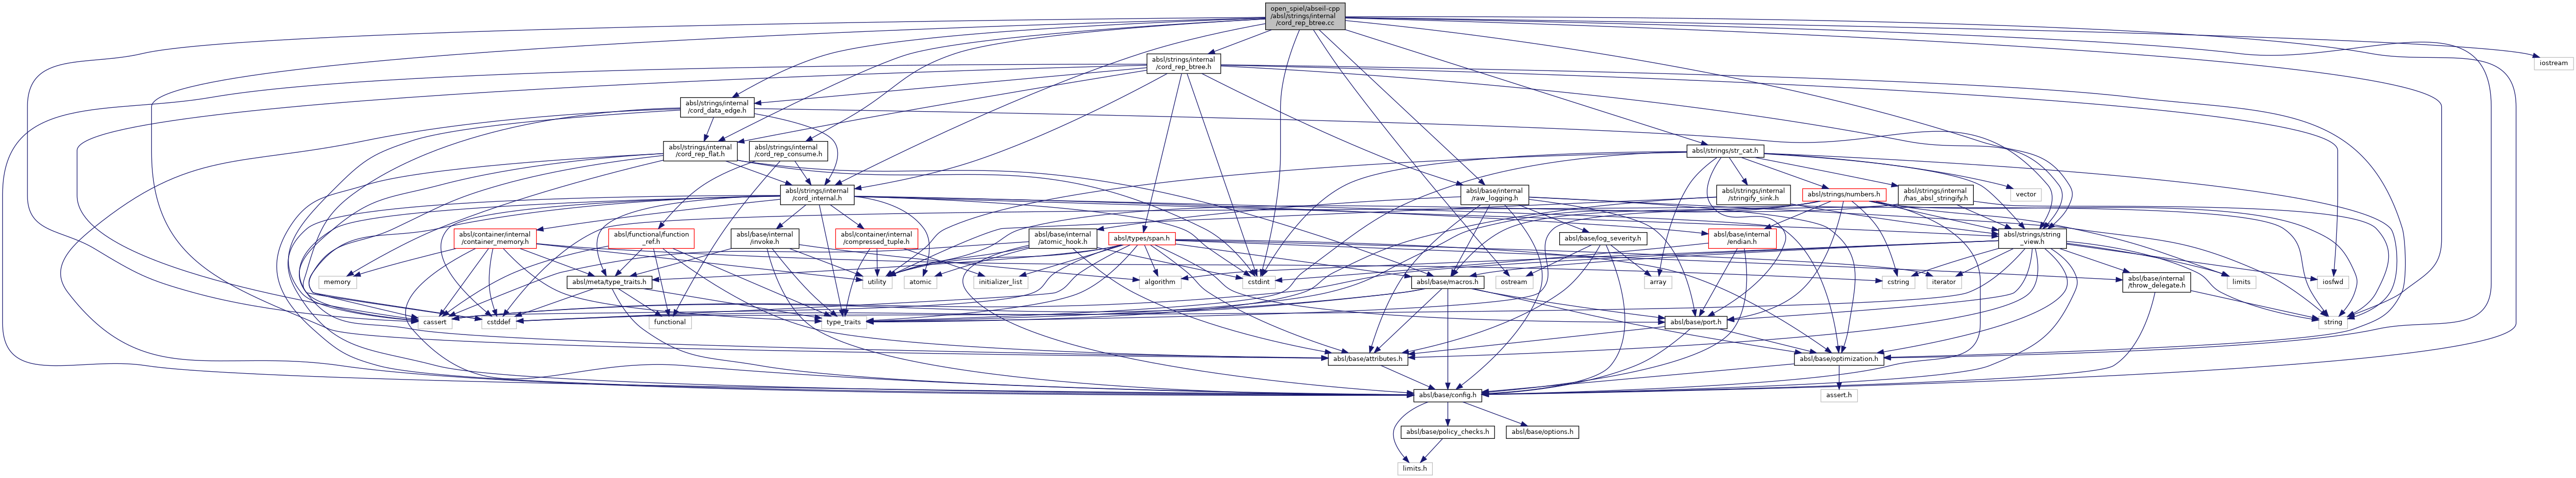 open_spiel/abseil-cpp
/absl/strings/internal
/cord_rep_btree.cc
absl/strings/internal
/cord_rep_btree.h
iostream
absl/strings/internal
/cord_data_edge.h
absl/strings/internal
/cord_rep_flat.h
absl/strings/internal
/cord_rep_consume.h
absl/strings/str_cat.h
absl/strings/internal
/cord_internal.h
absl/base/internal
/raw_logging.h
absl/strings/internal
/stringify_sink.h
absl/strings/numbers.h
absl/strings/internal
/has_absl_stringify.h
vector
absl/container/internal
/container_memory.h
absl/functional/function
_ref.h
absl/base/internal
/invoke.h
absl/container/internal
/compressed_tuple.h
absl/base/internal
/atomic_hook.h
absl/types/span.h
absl/base/log_severity.h
absl/base/internal
/endian.h
absl/strings/string
_view.h
memory
absl/meta/type_traits.h
utility
atomic
initializer_list
algorithm
cstdint
absl/base/macros.h
ostream
array
cstring
iterator
absl/base/internal
/throw_delegate.h
limits
iosfwd
cassert
cstddef
functional
type_traits
absl/base/port.h
string
absl/base/attributes.h
absl/base/optimization.h
absl/base/config.h
assert.h
absl/base/policy_checks.h
absl/base/options.h
limits.h